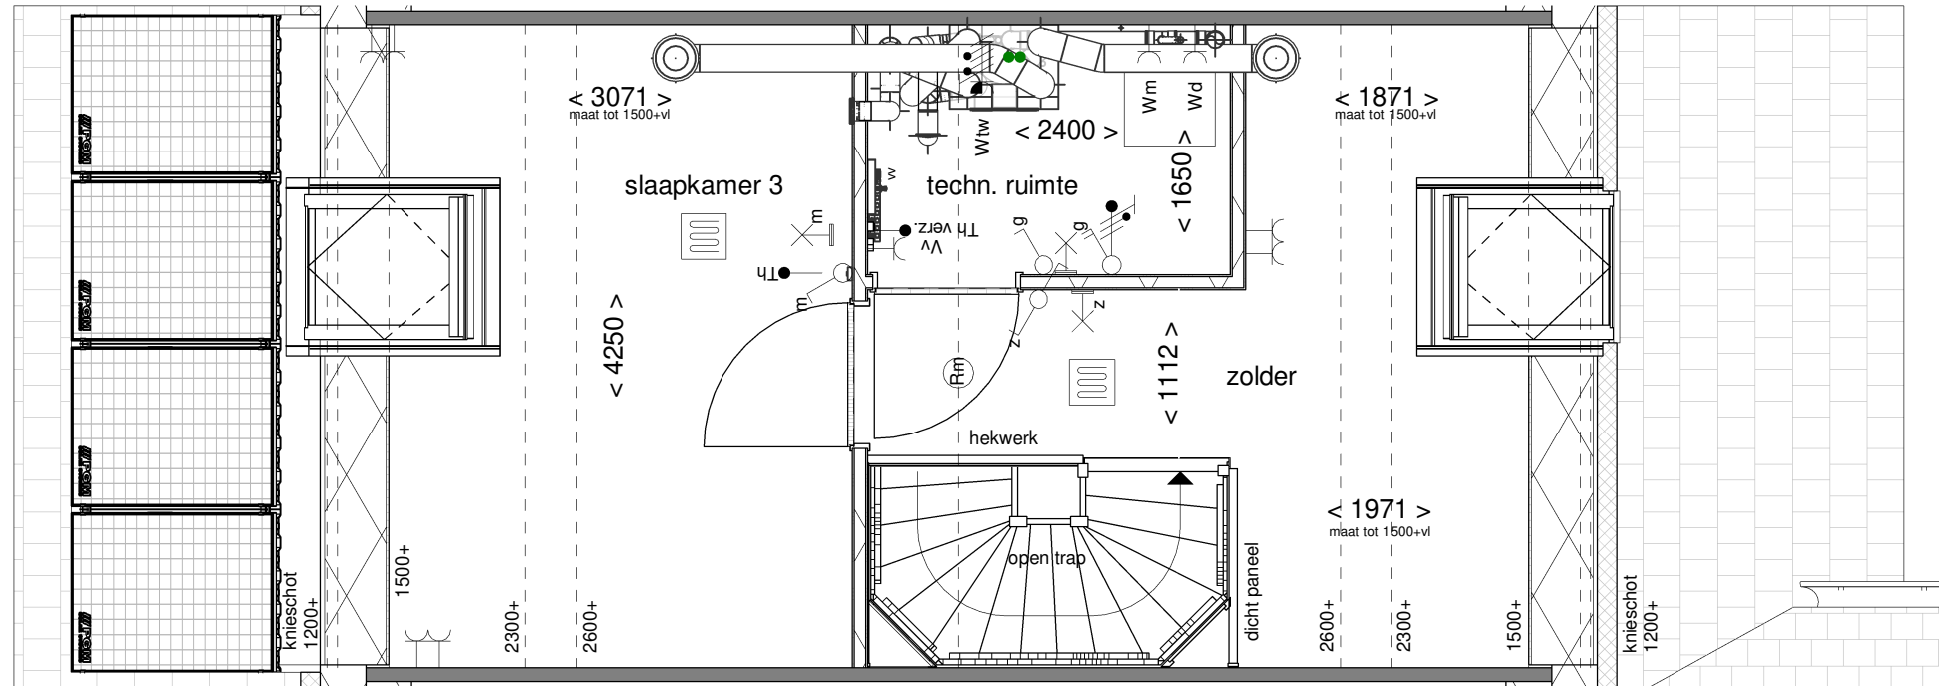 < 3071 >
maat tot 1500+vl
< 1871 >
maat tot 1500+vl
Wm
Wd
Wtw
< 2400 >
< 1650 >
slaapkamer 3
techn. ruimte
vv
m
g
g
Th verz.
Vv
Th
m
z
z
< 4250 >
< 1112 >
Rm
zolder
hekwerk
< 1971 >
maat tot 1500+vl
open trap
dicht paneel
knieschot
1200+
1500+
2300+
2600+
2600+
2300+
1500+
knieschot
1200+